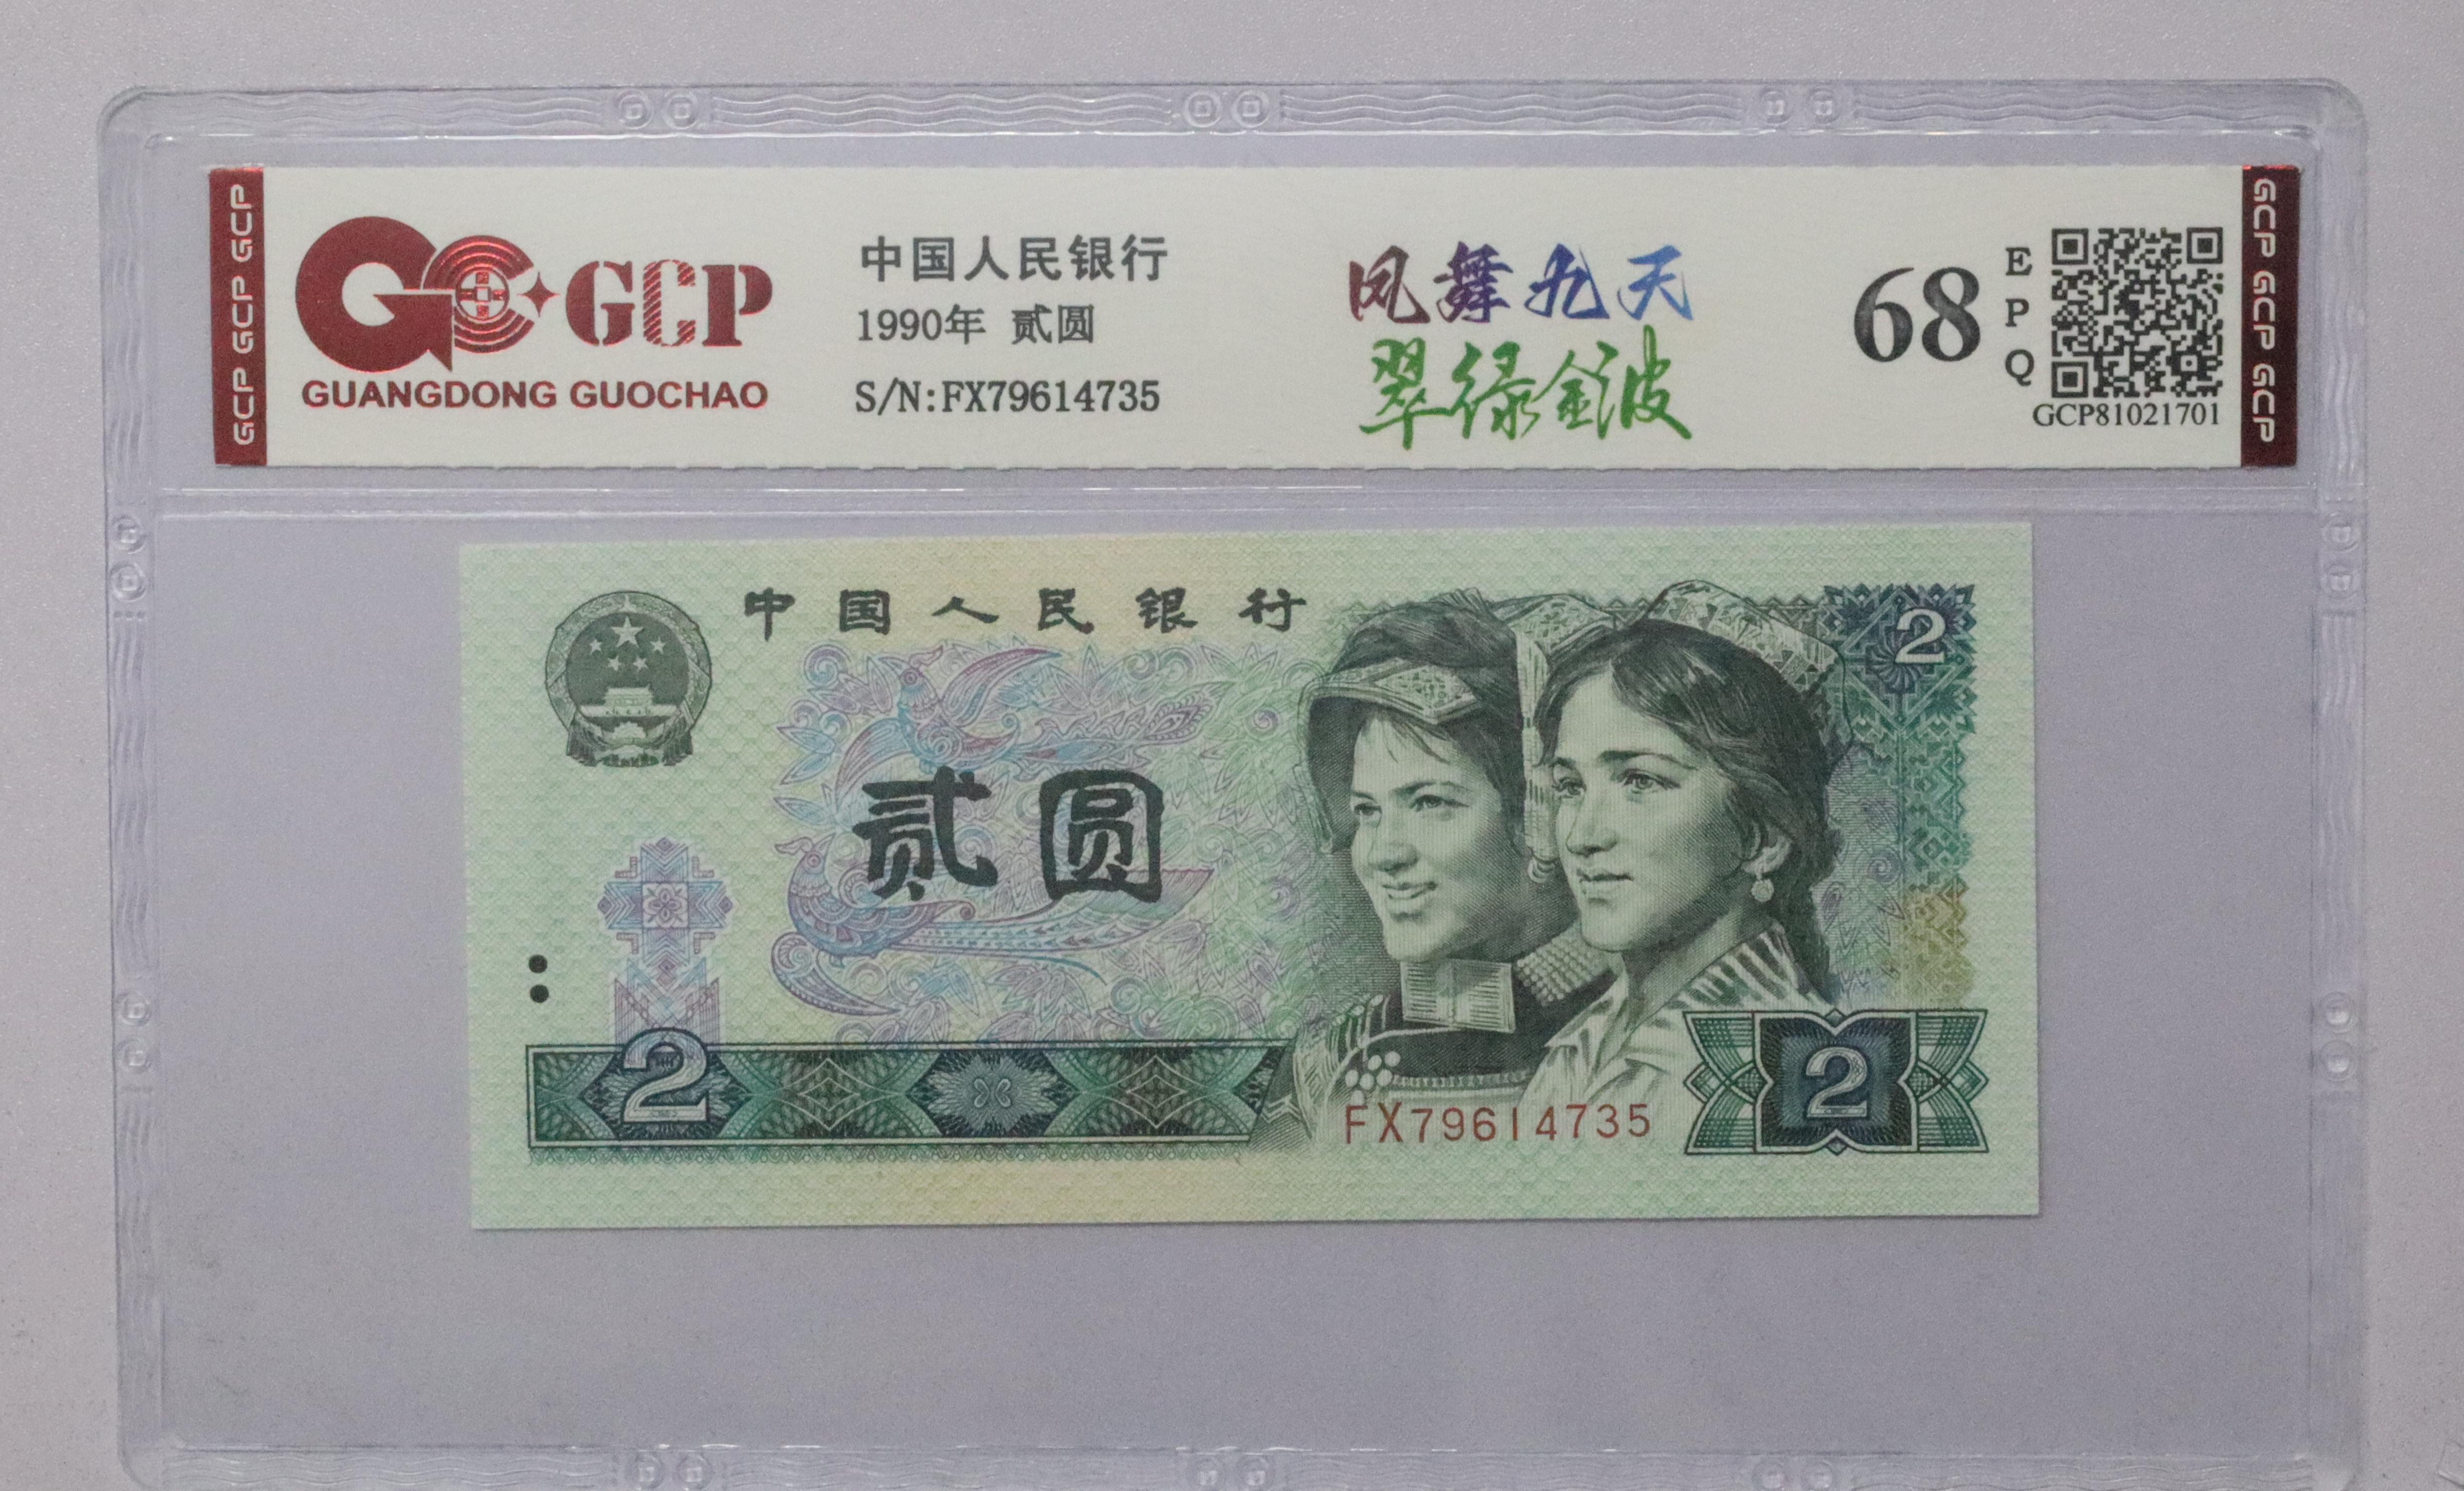 GCP GCP GCP
GCP
GUANGDONG GUOCHAO
中国人民银行
1990年 贰圆
S/N:FX79614735
凤舞九天
翠绿金波
68
EPQ
GCP81021701
GCP GCP GCP
中国人民银行
2
贰圆
2
FX79614735
2